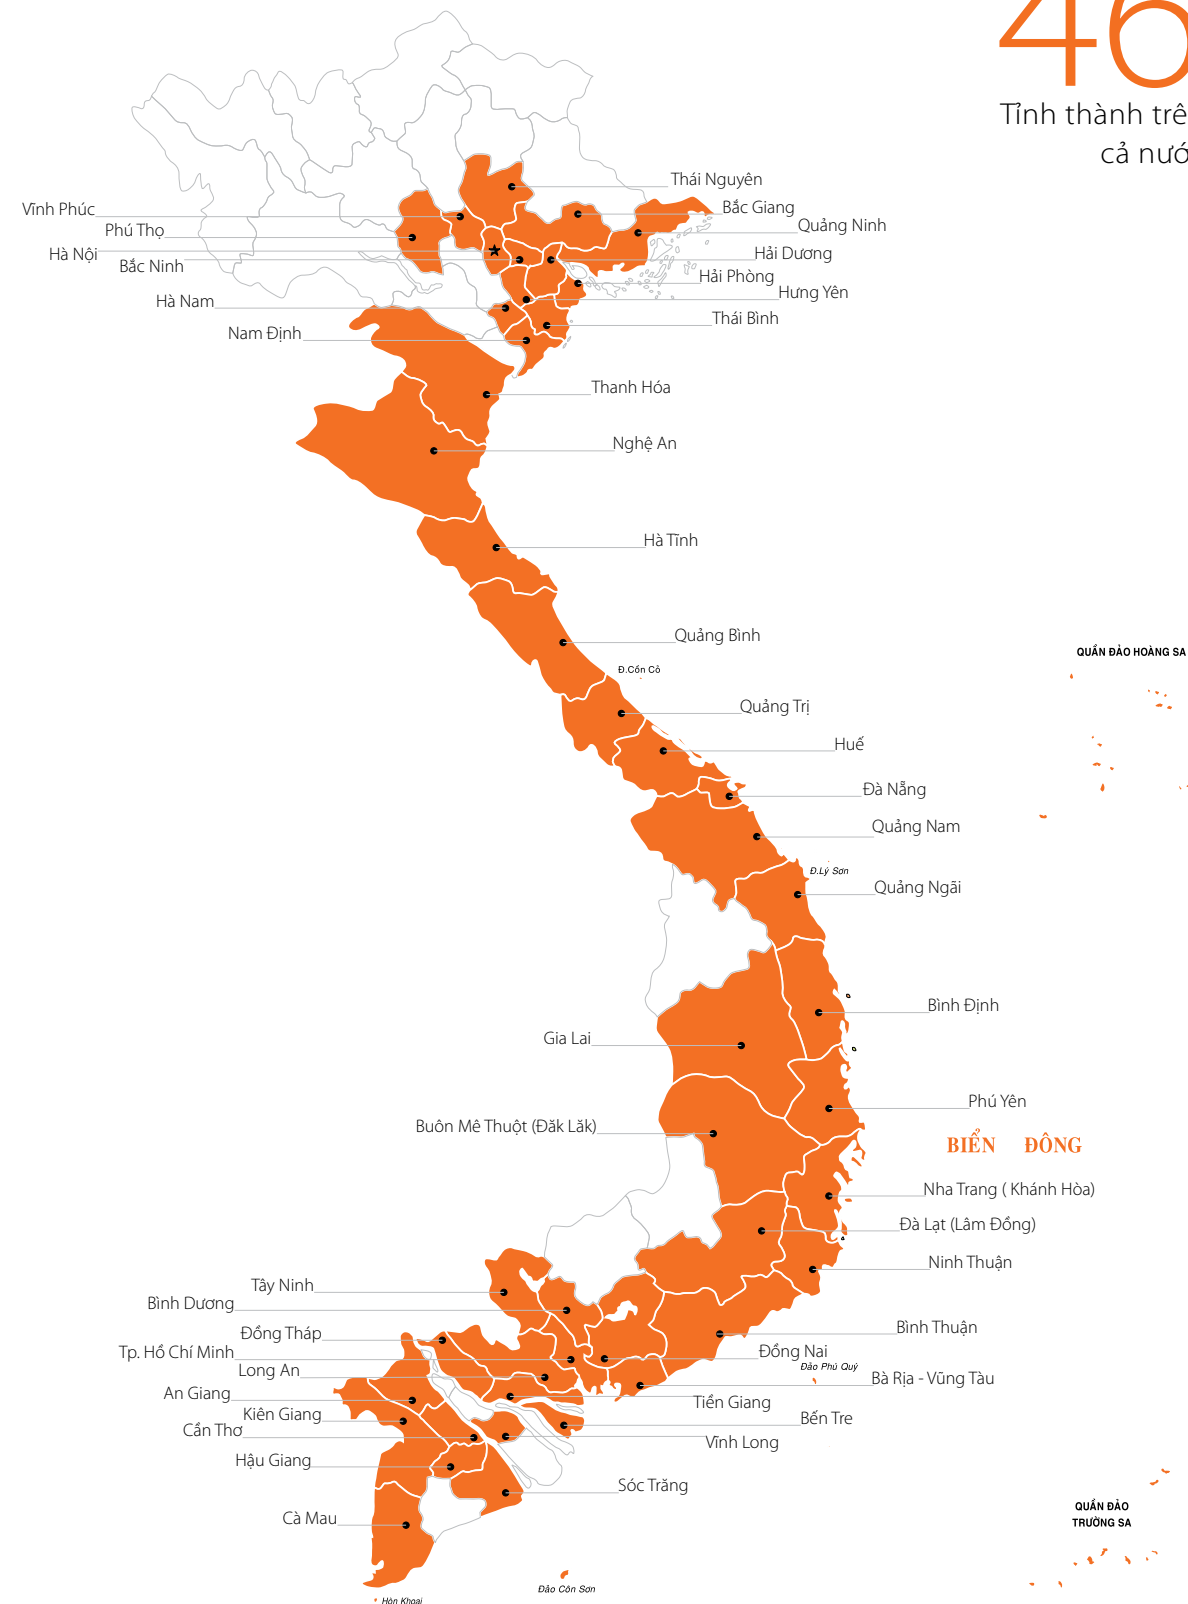 46
Tỉnh thành trê
cả nướ
Thái Nguyên
Bắc Giang
Vĩnh Phúc
Quảng Ninh
Phú Thọ
Hà Nội
Hải Dương
Bắc Ninh
Hải Phòng
Hưng Yên
Hà Nam
Thái Bình
Nam Định
Thanh Hóa
Nghệ An
Hà Tĩnh
Quảng Bình
QUẦN ĐẢO HOÀNG SA
Đ.Cồn Cỏ
Quảng Trị
Huế
Đà Nẵng
Quảng Nam
Đ.Lý Sơn
Quảng Ngãi
Bình Định
Gia Lai
Phú Yên
Buôn Mê Thuột (Đăk Lăk)
BIỂN ĐÔNG
Nha Trang ( Khánh Hòa)
Đà Lạt (Lâm Đồng)
Ninh Thuận
Tây Ninh
Bình Dương
Bình Thuận
Đồng Tháp
Tp. Hồ Chí Minh
Đồng Nai
Đảo Phú Quý
Long An
Bà Rịa - Vũng Tàu
An Giang
Tiền Giang
Kiên Giang
Bến Tre
Cần Thơ
Vĩnh Long
Hậu Giang
Sóc Trăng
QUẦN ĐẢO
TRƯỜNG SA
Cà Mau
Đảo Côn Sơn
Hòn Khoai